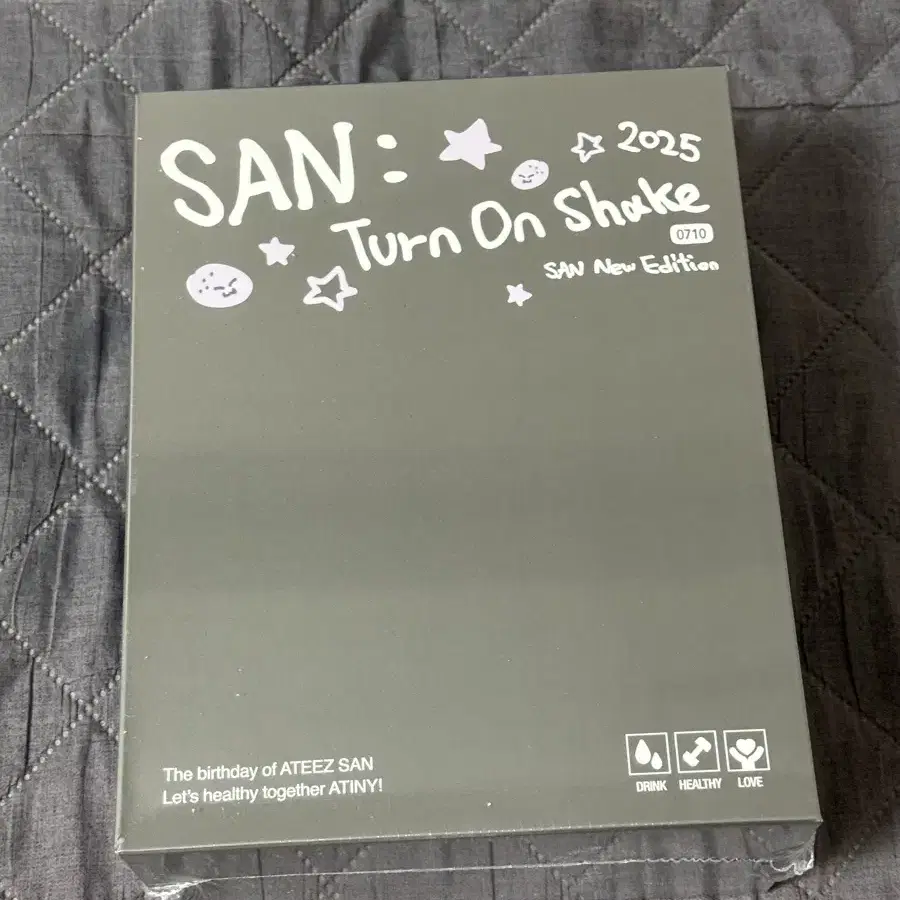 SAN:
2025
Turn On Shake
0710
SAN New Edition
The birthday of ATEEZ SAN
Let's healthy together ATINY!
DRINK HEALTHY LOVE